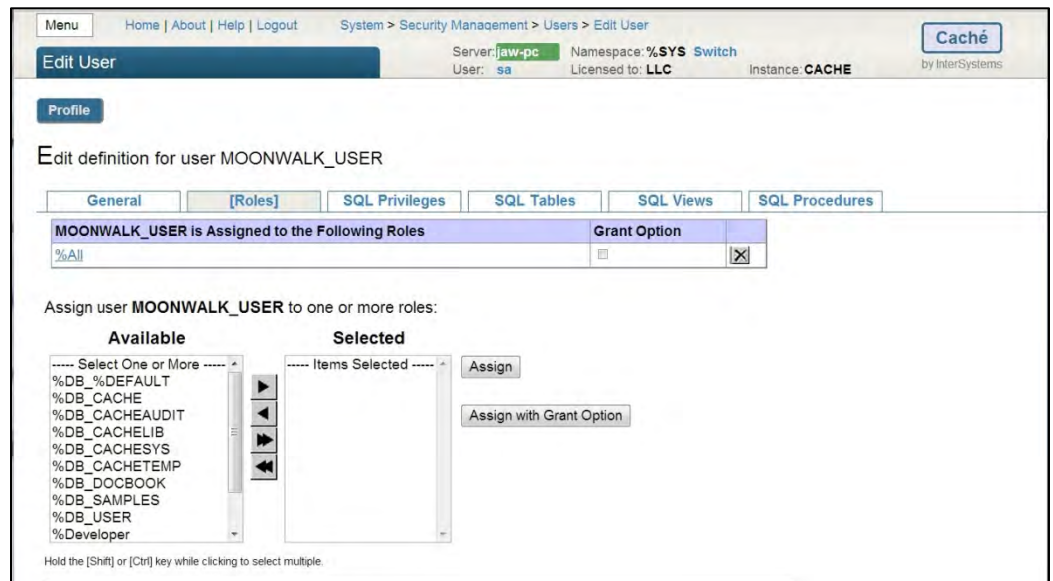 Menu Home | About | Help | Logout System > Security Management > Users > Edit User
Caché
by InterSystems
Edit User
Server: jaw-pc Namespace: %SYS Switch
User: sa Licensed to: LLC Instance: CACHE
Profile
Edit definition for user MOONWALK_USER
General [Roles] SQL Privileges SQL Tables SQL Views SQL Procedures
MOONWALK_USER is Assigned to the Following Roles Grant Option
%All X
Assign user MOONWALK_USER to one or more roles:
Available Selected
----- Select One or More ----- ----- Items Selected ----- Assign
%DB_%DEFAULT
%DB_CACHE
%DB_CACHEAUDIT Assign with Grant Option
%DB_CACHELIB
%DB_CACHESYS
%DB_CACHETEMP
%DB_DOCBOOK
%DB_SAMPLES
%DB_USER
%Developer
Hold the [Shift] or [Ctrl] key while clicking to select multiple.